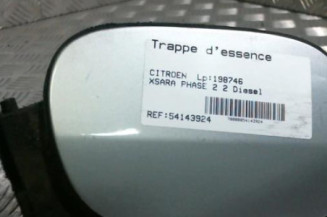 Trappe d'essence
CITROEN Lp:198746
XSARA PHASE 2 2 Diesel
REF:54143924